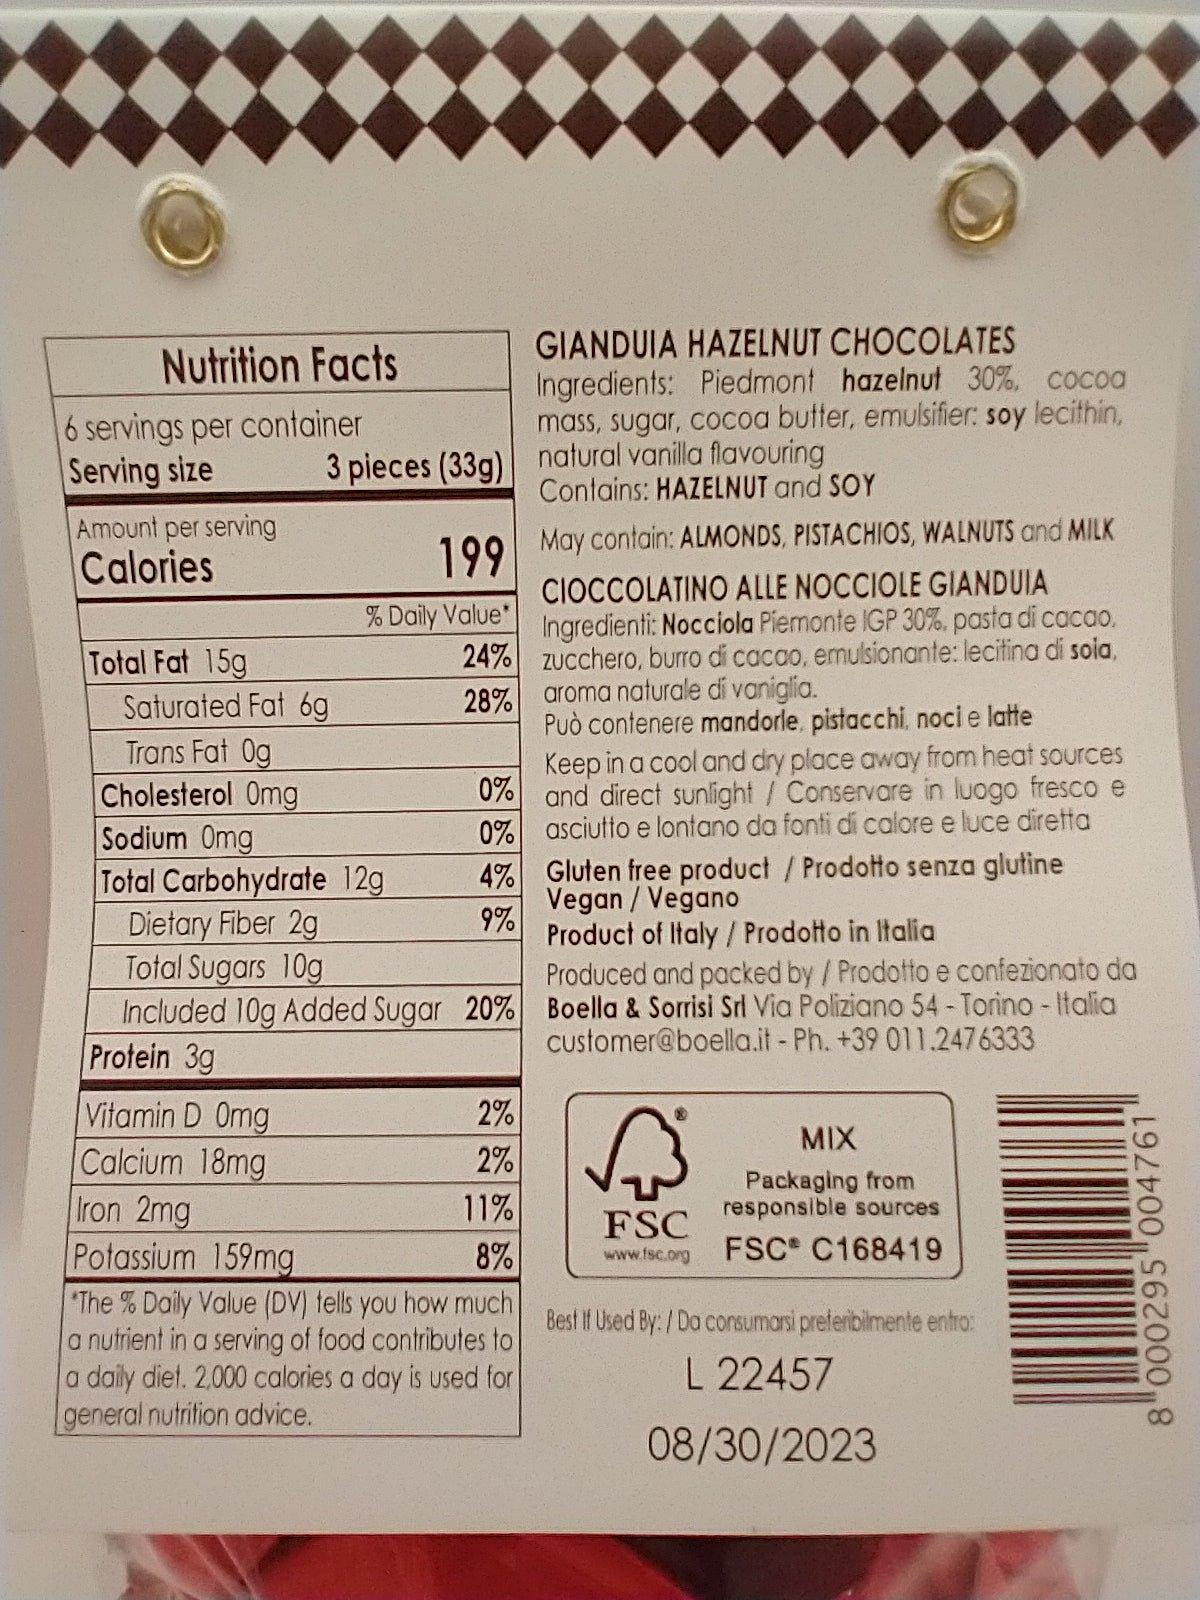 Nutrition Facts
6 servings per container
Serving size 3 pieces (33g)
Amount per serving
Calories 199
% Daily Value*
Total Fat 15g 24%
Saturated Fat 6g 28%
Trans Fat 0g
Cholesterol 0mg 0%
Sodium 0mg 0%
Total Carbohydrate 12g 4%
Dietary Fiber 2g 9%
Total Sugars 10g
Included 10g Added Sugar 20%
Protein 3g
Vitamin D 0mg 2%
Calcium 18mg 2%
Iron 2mg 11%
Potassium 159mg 8%
*The % Daily Value (DV) tells you how much
a nutrient in a serving of food contributes to
a daily diet. 2,000 calories a day is used for
general nutrition advice.
GIANDUIA HAZELNUT CHOCOLATES
Ingredients: Piedmont hazelnut 30%, cocoa
mass, sugar, cocoa butter, emulsifier: soy lecithin,
natural vanilla flavouring
Contains: HAZELNUT and SOY
May contain: ALMONDS, PISTACHIOS, WALNUTS and MILK
CIOCCOLATINO ALLE NOCCIOLE GIANDUIA
Ingredienti: Nocciola Piemonte IGP 30%, pasta di cacao,
zucchero, burro di cacao, emulsionante: lecitina di soia,
aroma naturale di vaniglia.
Può contenere mandorle, pistacchi, noci e latte
Keep in a cool and dry place away from heat sources
and direct sunlight / Conservare in luogo fresco e
asciutto e lontano da fonti di calore e luce diretta
Gluten free product / Prodotto senza glutine
Vegan / Vegano
Product of Italy / Prodotto in Italia
Produced and packed by / Prodotto e confezionato da
Boella & Sorrisi Srl Via Poliziano 54 - Torino - Italia
customer@boella.it - Ph. +39 011.2476333
FSC
®
www.fsc.org
MIX
Packaging from
responsible sources
FSC® C168419
8 000295 004761
Best If Used By: / Da consumarsi preferibilmente entro:
L 22457
08/30/2023